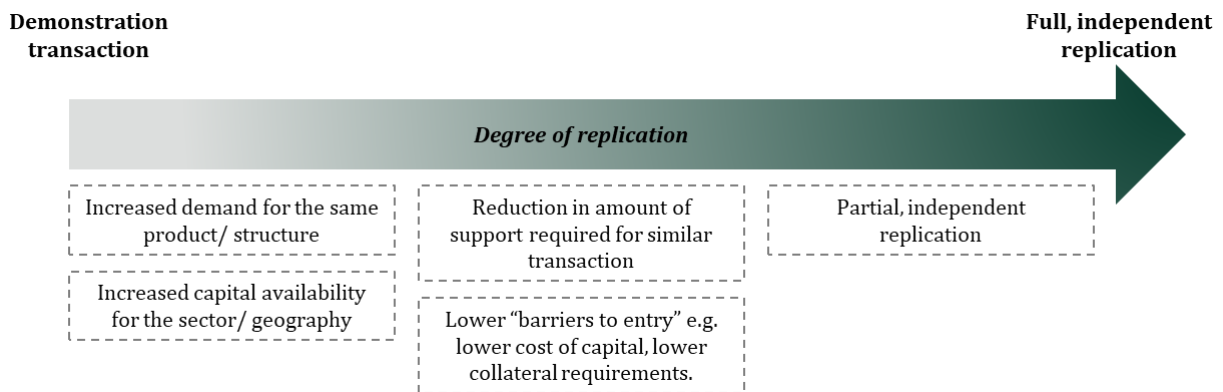 Demonstration
transaction
Full, independent
replication
Degree of replication
Increased demand for the same
product/ structure
Increased capital availability
for the sector/ geography
Reduction in amount of
support required for similar
transaction
Lower “barriers to entry” e.g.
lower cost of capital, lower
collateral requirements.
Partial, independent
replication